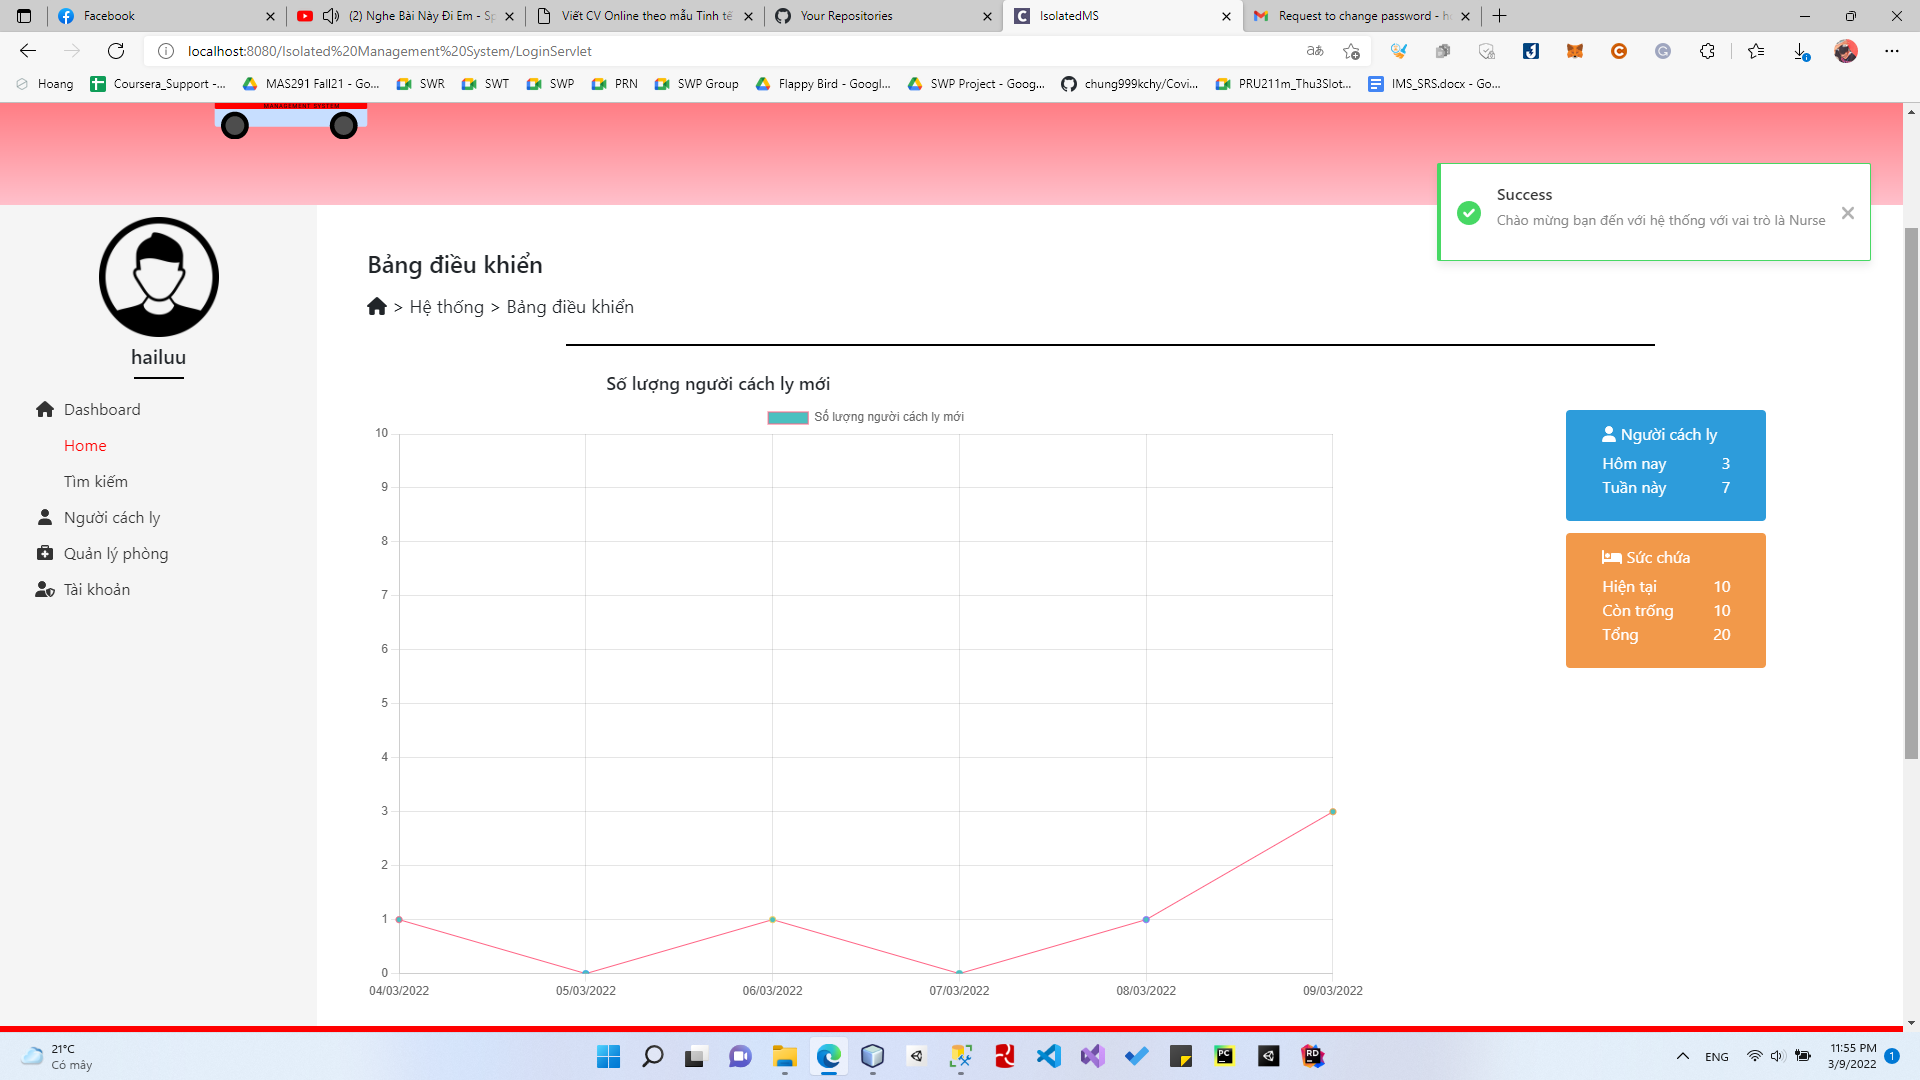 Facebook
(2) Nghe Bài Này Đi Em - Sp
Viết CV Online theo mẫu Tinh tế
Your Repositories
IsolatedMS
Request to change password - h
localhost:8080/Isolated%20Management%20System/LoginServlet
Hoang
Coursera_Support -...
MAS291 Fall21 - Go...
SWR
SWT
SWP
PRN
SWP Group
Flappy Bird - Googl...
SWP Project - Goog...
chung999kchy/Covi...
PRU211m_Thu3Slot...
IMS_SRS.docx - Go...
MANAGEMENT SYSTEM
Success
Chào mừng bạn đến với hệ thống với vai trò là Nurse
hailuu
Dashboard
Home
Tìm kiếm
Người cách ly
Quản lý phòng
Tài khoản
Bảng điều khiển
> Hệ thống > Bảng điều khiển
Số lượng người cách ly mới
Số lượng người cách ly mới
10
9
8
7
6
5
4
3
2
1
0
04/03/2022
05/03/2022
06/03/2022
07/03/2022
08/03/2022
09/03/2022
Người cách ly
Hôm nay 3
Tuần này 7
Sức chứa
Hiện tại 10
Còn trống 10
Tổng 20
21°C
Có mây
ENG
11:55 PM
3/9/2022
1